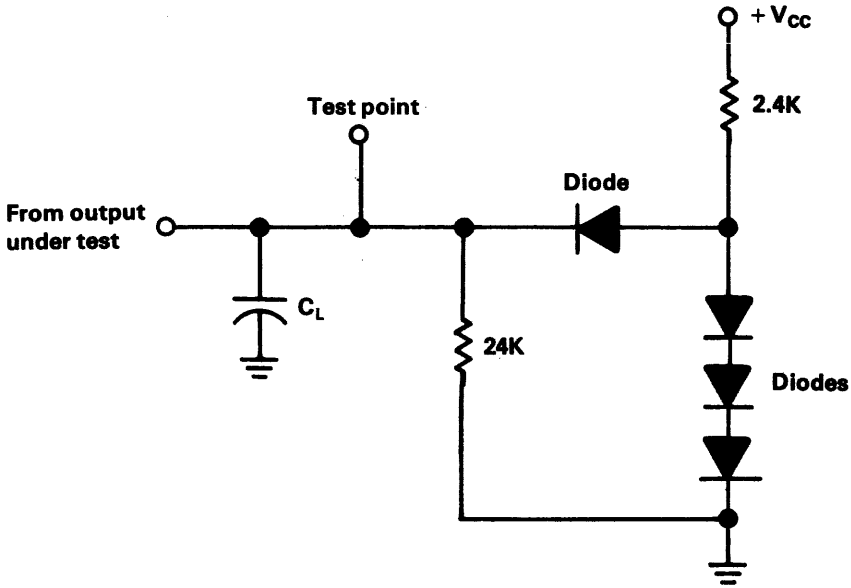 + VCC
2.4K
Test point
Diode
From output
under test
CL
24K
Diodes